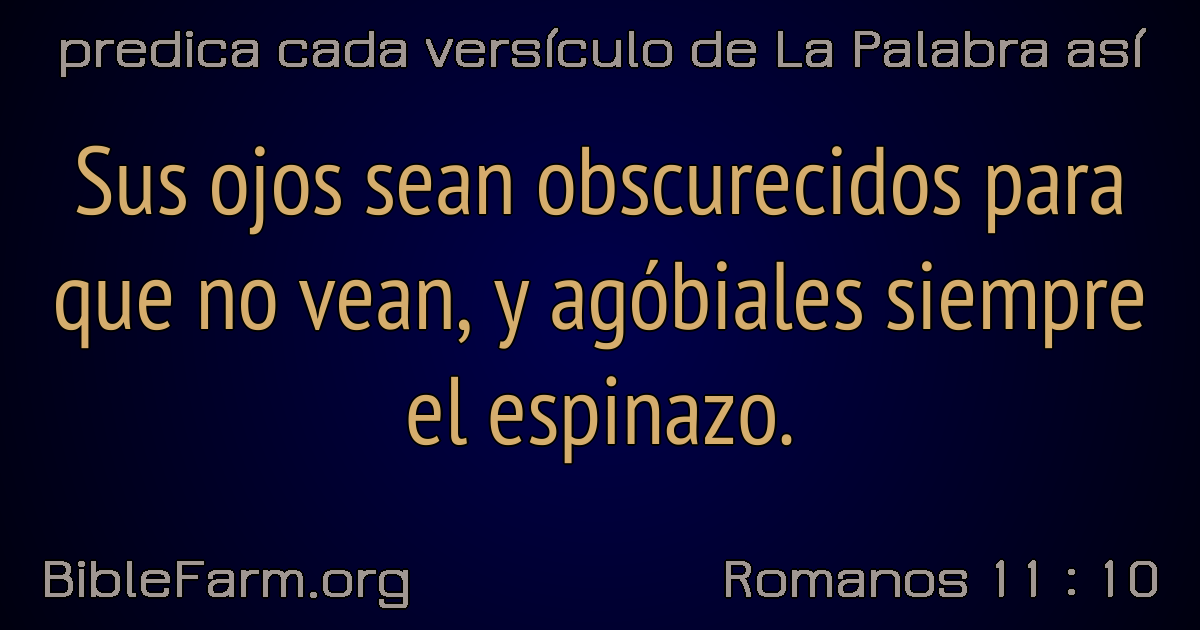 predica cada versículo de La Palabra así
Sus ojos sean obscurecidos para
que no vean, y agóbiales siempre
el espinazo.
BibleFarm.org
Romanos 11 : 10